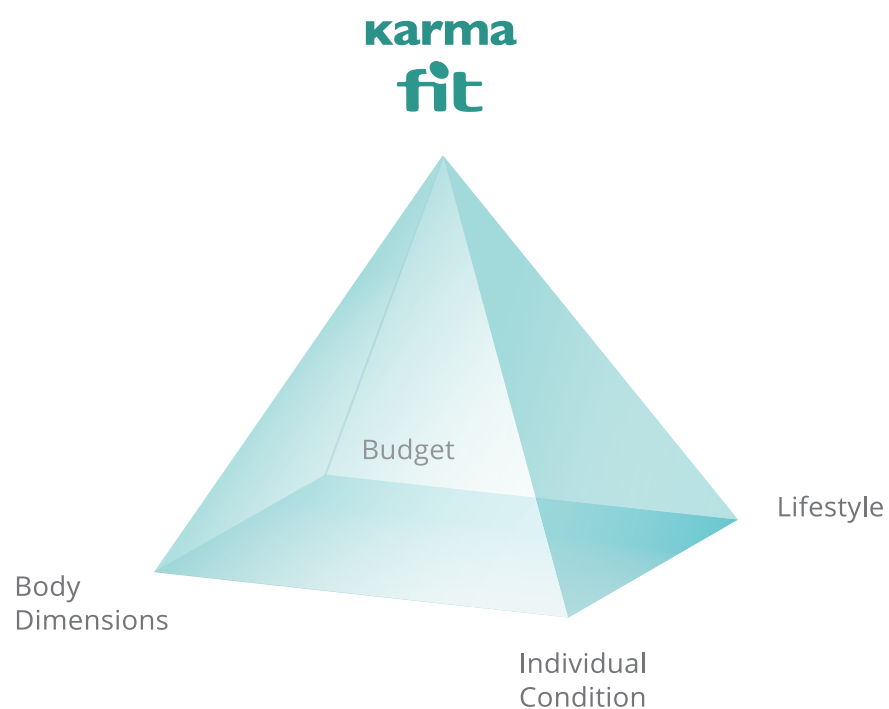 karma
fit
Budget
Lifestyle
Body
Dimensions
Individual
Condition